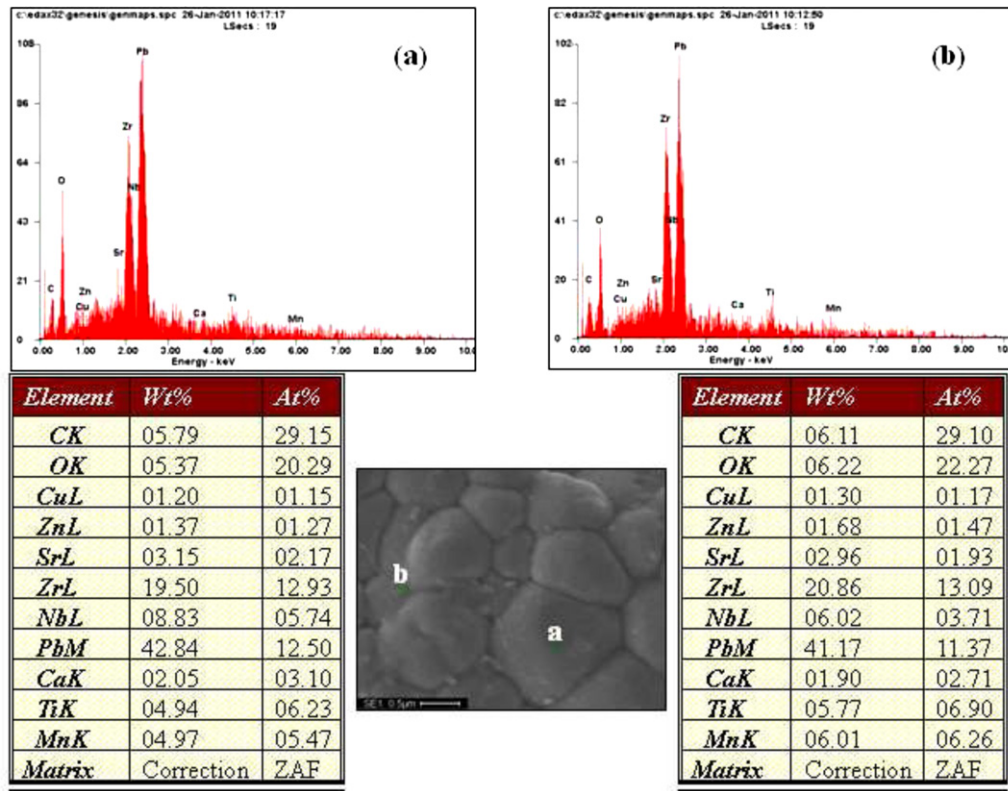 c:\edax32\genesis\genmaps.spc 26-Jan-2011 10:17:17
LSecs : 19
(a)
108
86
64
43
21
0
Pb
Zr
Nb
O
Sr
C
Zn
Cu
Ca
Ti
Mn
0.00 1.00 2.00 3.00 4.00 5.00 6.00 7.00 8.00 9.00 10.0
Energy - keV
c:\edax32\genesis\genmaps.spc 26-Jan-2011 10:12:50
LSecs : 19
(b)
102
82
61
41
20
0
Pb
Zr
Nb
O
C
Zn
Cu
Sr
Ca
Ti
Mn
0.00 1.00 2.00 3.00 4.00 5.00 6.00 7.00 8.00 9.00 10.0
Energy - keV
Element Wt% At%
CK 05.79 29.15
OK 05.37 20.29
CuL 01.20 01.15
ZnL 01.37 01.27
SrL 03.15 02.17
ZrL 19.50 12.93
NbL 08.83 05.74
PbM 42.84 12.50
CaK 02.05 03.10
TiK 04.94 06.23
MnK 04.97 05.47
Matrix Correction ZAF
b
a
SE1 0.5µm
Element Wt% At%
CK 06.11 29.10
OK 06.22 22.27
CuL 01.30 01.17
ZnL 01.68 01.47
SrL 02.96 01.93
ZrL 20.86 13.09
NbL 06.02 03.71
PbM 41.17 11.37
CaK 01.90 02.71
TiK 05.77 06.90
MnK 06.01 06.26
Matrix Correction ZAF